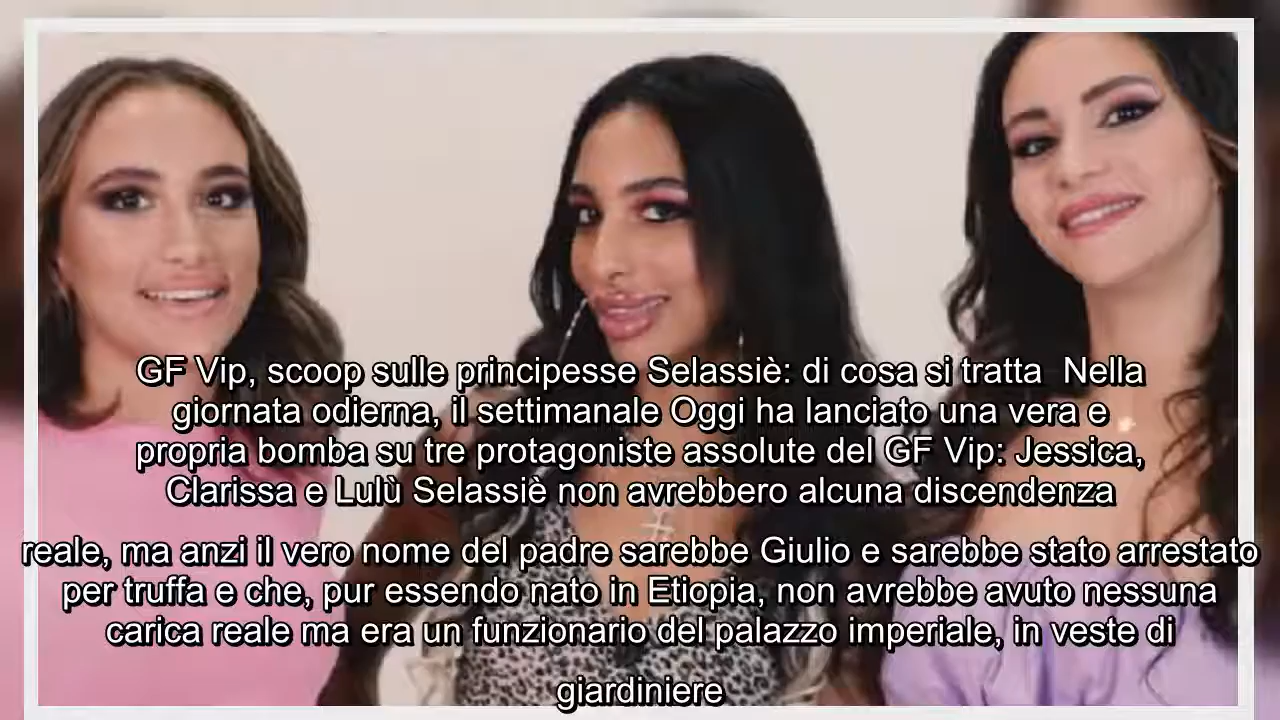 GF Vip, scoop sulle principesse Selassiè: di cosa si tratta  Nella
giornata odierna, il settimanale Oggi ha lanciato una vera e
propria bomba su tre protagoniste assolute del GF Vip: Jessica,
Clarissa e Lulù Selassiè non avrebbero alcuna discendenza
reale, ma anzi il vero nome del padre sarebbe Giulio e sarebbe stato arrestato
per truffa e che, pur essendo nato in Etiopia, non avrebbe avuto nessuna
carica reale ma era un funzionario del palazzo imperiale, in veste di
giardiniere